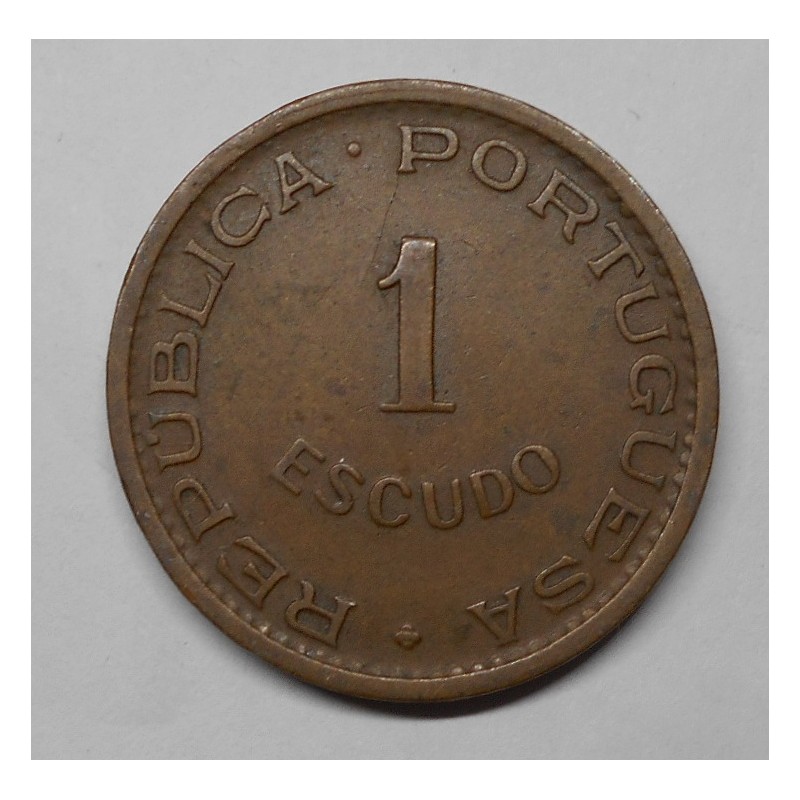 REPÚBLICA · PORTUGUESA
1
ESCUDO